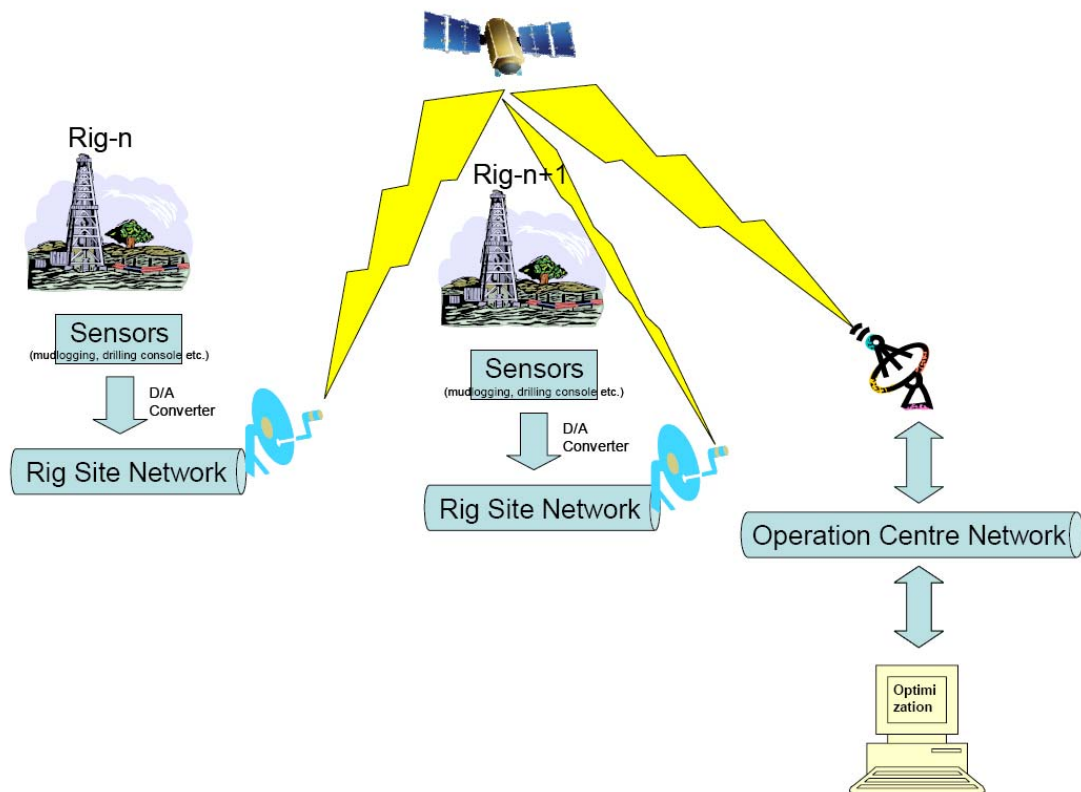 Rig-n
Sensors
(mudlogging, drilling console etc.)
D/A
Converter
Rig Site Network
Rig-n+1
Sensors
(mudlogging, drilling console etc.)
D/A
Converter
Rig Site Network
Operation Centre Network
Optimi
zation